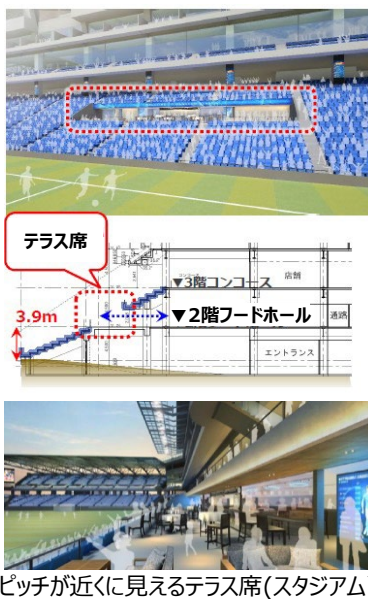 テラス席
▼3階コンコース
店舗
3.9m
▼2階フードホール
通路
エントランス
ピッチが近くに見えるテラス席(スタジアム